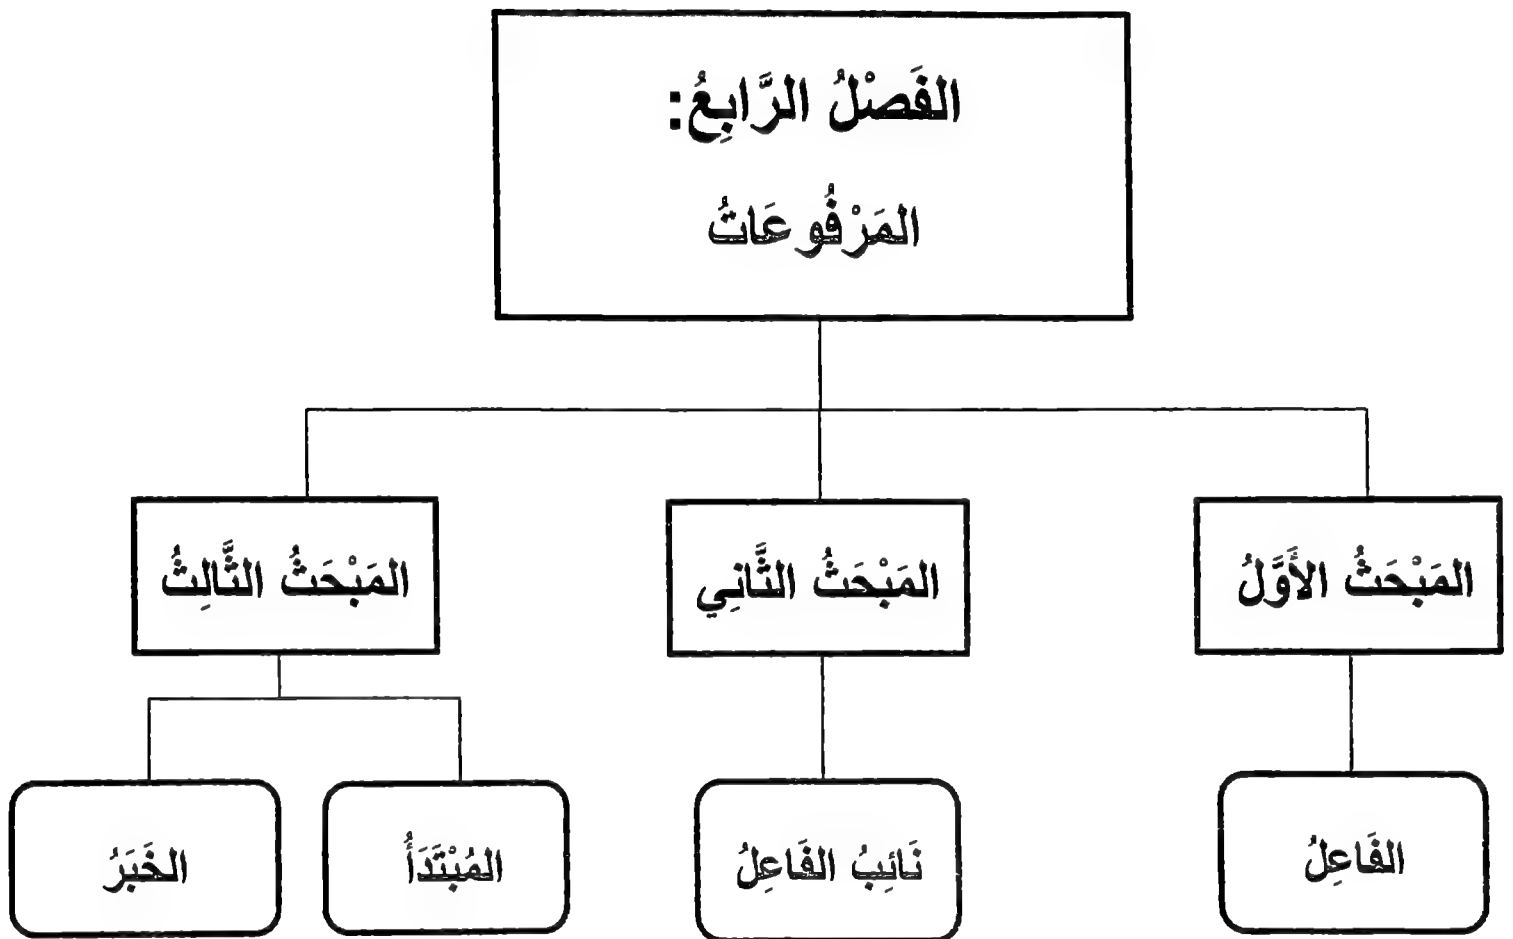 الفَصْلُ الرَّابِعُ:
المَرْفُوعَاتُ
المَبْحَثُ الأَوَّلُ
المَبْحَثُ الثَّانِي
المَبْحَثُ الثَّالِثُ
الفَاعِلُ
نَائِبُ الفَاعِلُ
المُبْتَدَأُ
الخَبَرُ